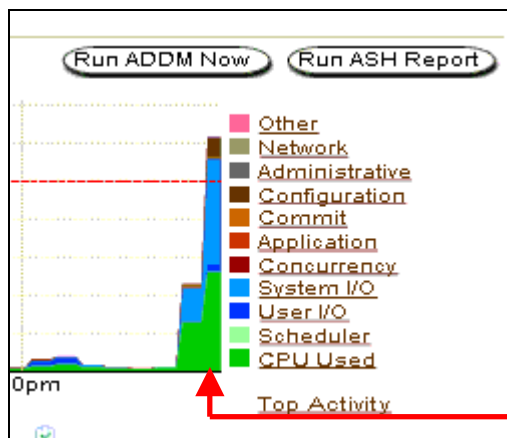 Run ADDM Now
Run ASH Report
Other
Network
Administrative
Configuration
Commit
Application
Concurrency
System I/O
User I/O
Scheduler
CPU Used
0pm
Top Activity